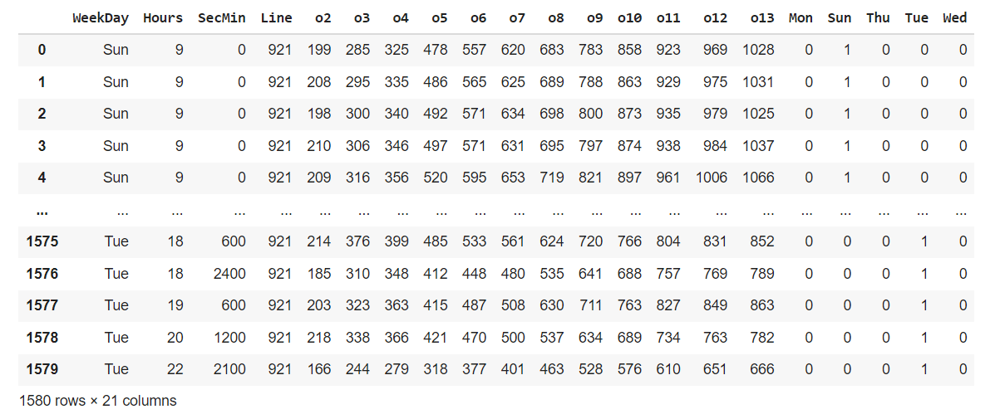 WeekDay Hours SecMin Line o2 o3 o4 o5 o6 o7 o8 o9 o10 o11 o12 o13 Mon Sun Thu Tue Wed
0 Sun 9 0 921 199 285 325 478 557 620 683 783 858 923 969 1028 0 1 0 0 0
1 Sun 9 0 921 208 295 335 486 565 625 689 788 863 929 975 1031 0 1 0 0 0
2 Sun 9 0 921 198 300 340 492 571 634 698 800 873 935 979 1025 0 1 0 0 0
3 Sun 9 0 921 210 306 346 497 571 631 695 797 874 938 984 1037 0 1 0 0 0
4 Sun 9 0 921 209 316 356 520 595 653 719 821 897 961 1006 1066 0 1 0 0 0
... ... ... ... ... ... ... ... ... ... ... ... ... ... ... ... ... ... ... ... ... ...
1575 Tue 18 600 921 214 376 399 485 533 561 624 720 766 804 831 852 0 0 0 1 0
1576 Tue 18 2400 921 185 310 348 412 448 480 535 641 688 757 769 789 0 0 0 1 0
1577 Tue 19 600 921 203 323 363 415 487 508 630 711 763 827 849 863 0 0 0 1 0
1578 Tue 20 1200 921 218 338 366 421 470 500 537 634 689 734 763 782 0 0 0 1 0
1579 Tue 22 2100 921 166 244 279 318 377 401 463 528 576 610 651 666 0 0 0 1 0
1580 rows × 21 columns